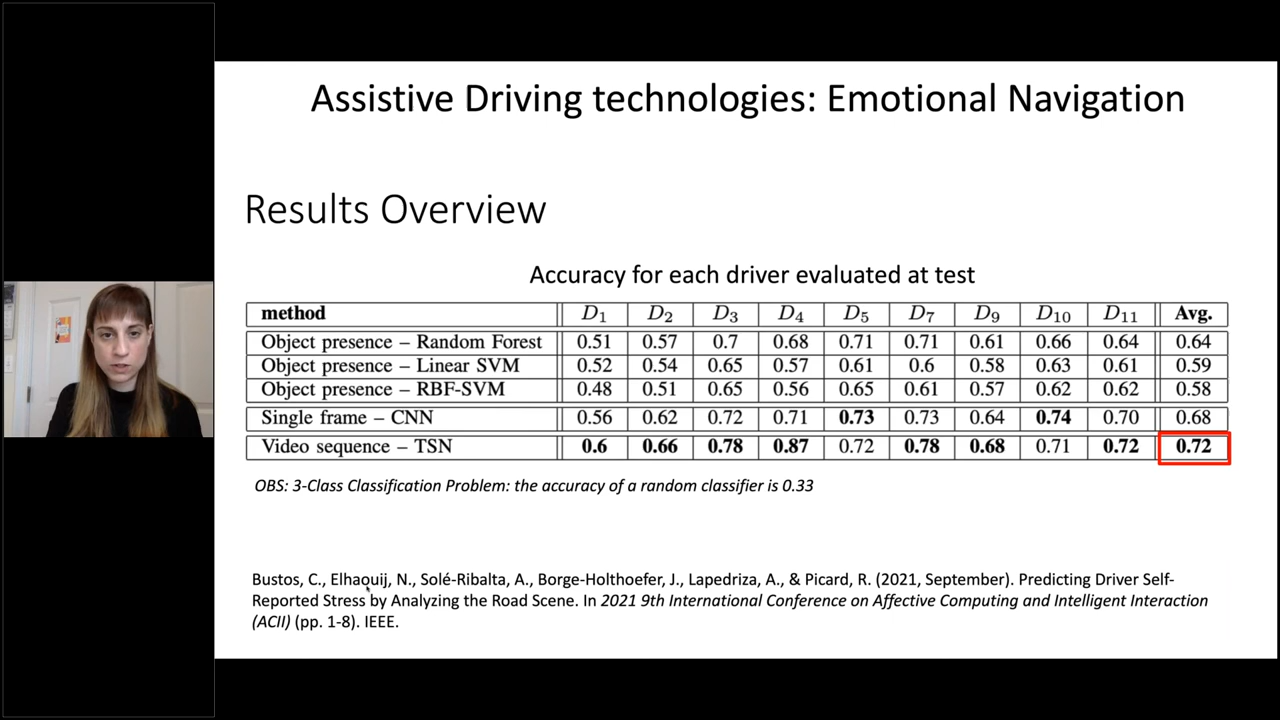 Assistive Driving technologies: Emotional Navigation
Results Overview
Accuracy for each driver evaluated at test
method D1 D2 D3 D4 D5 D7 D9 D10 D11 Avg.
Object presence – Random Forest 0.51 0.57 0.7 0.68 0.71 0.71 0.61 0.66 0.64 0.64
Object presence – Linear SVM 0.52 0.54 0.65 0.57 0.61 0.6 0.58 0.63 0.61 0.59
Object presence – RBF-SVM 0.48 0.51 0.65 0.56 0.65 0.61 0.57 0.62 0.62 0.58
Single frame – CNN 0.56 0.62 0.72 0.71 0.73 0.73 0.64 0.74 0.70 0.68
Video sequence – TSN 0.6 0.66 0.78 0.87 0.72 0.78 0.68 0.71 0.72 0.72
OBS: 3-Class Classification Problem: the accuracy of a random classifier is 0.33
Bustos, C., Elhaouij, N., Solé-Ribalta, A., Borge-Holthoefer, J., Lapedriza, A., & Picard, R. (2021, September). Predicting Driver Self-
Reported Stress by Analyzing the Road Scene. In 2021 9th International Conference on Affective Computing and Intelligent Interaction
(ACII) (pp. 1-8). IEEE.